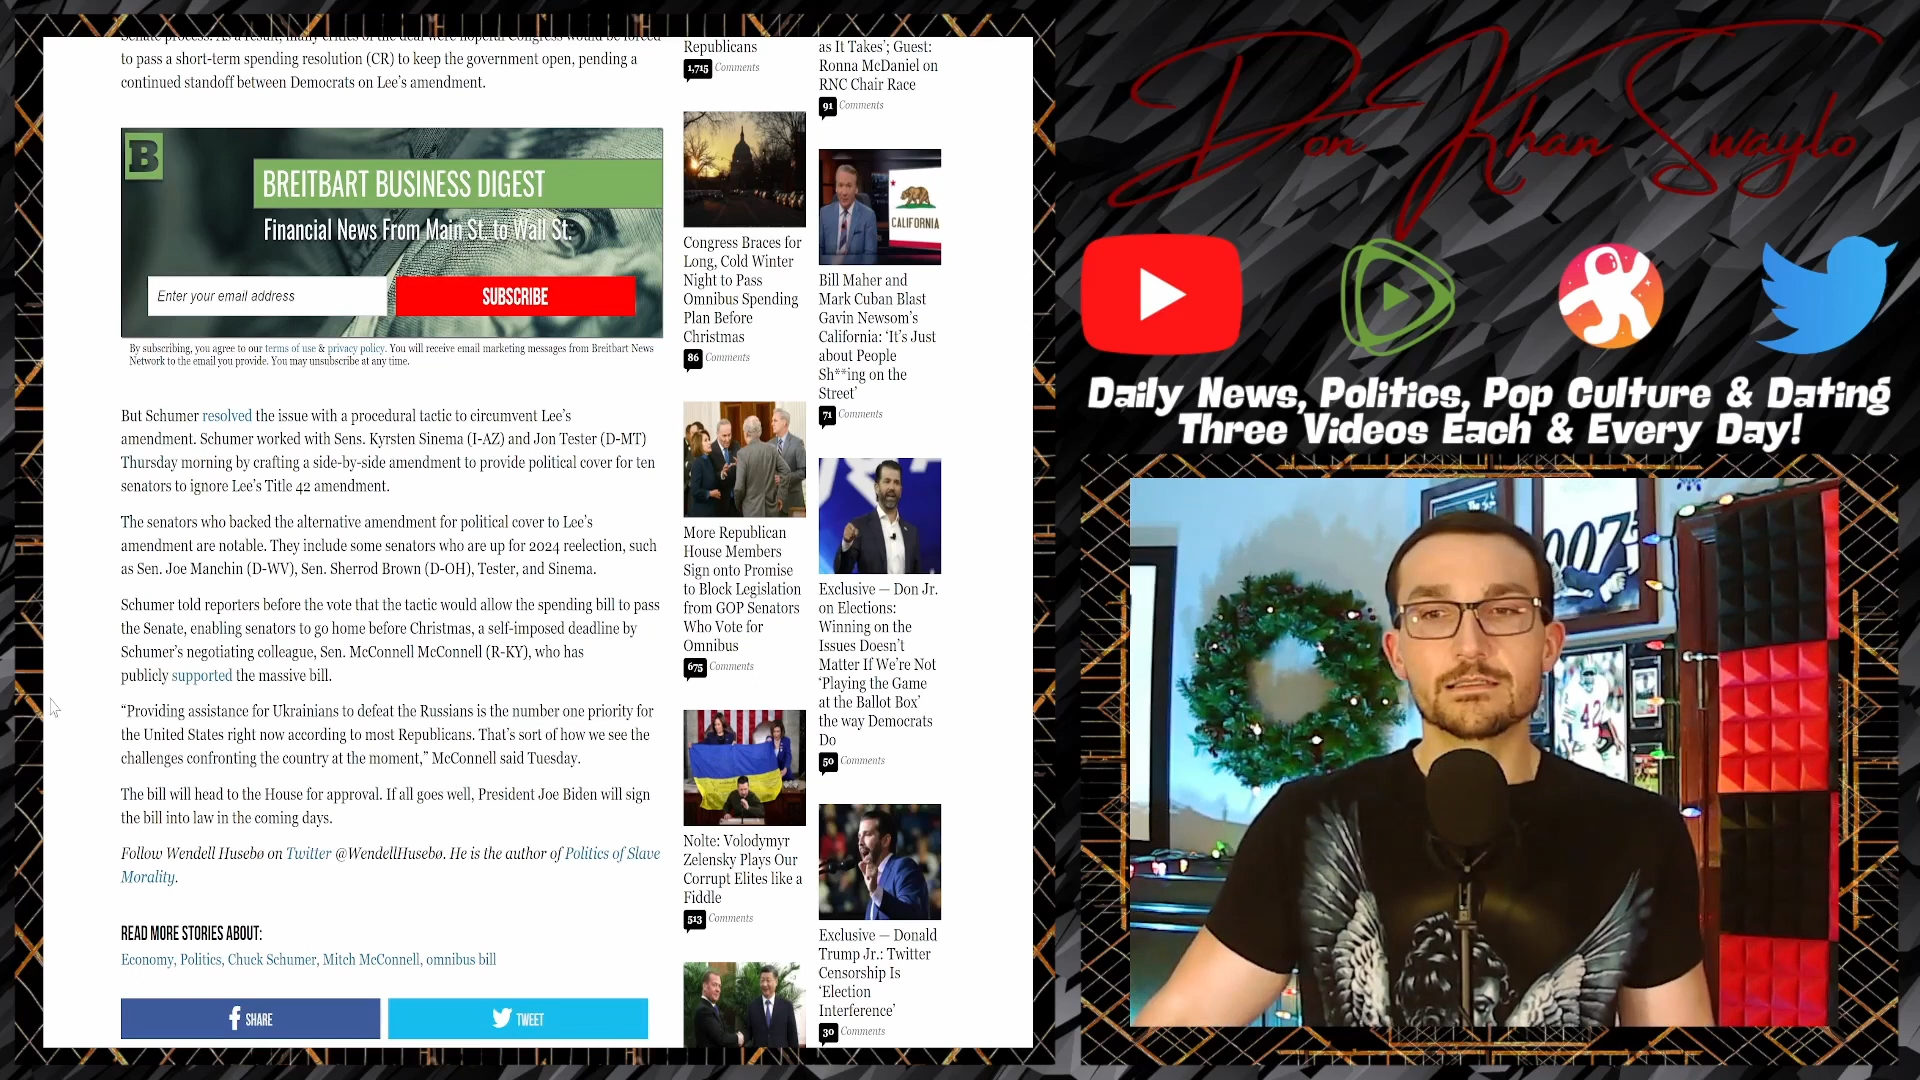 Senate process. As a result, many critics of the deal were hopeful Congress would be forced
to pass a short-term spending resolution (CR) to keep the government open, pending a
continued standoff between Democrats on Lee's amendment.
B
BREITBART BUSINESS DIGEST
Financial News From Main St. to Wall St.
Enter your email address
SUBSCRIBE
By subscribing, you agree to our terms of use & privacy policy. You will receive email marketing messages from Breitbart News
Network to the email you provide. You may unsubscribe at any time.
But Schumer resolved the issue with a procedural tactic to circumvent Lee's
amendment. Schumer worked with Sens. Kyrsten Sinema (I-AZ) and Jon Tester (D-MT)
Thursday morning by crafting a side-by-side amendment to provide political cover for ten
senators to ignore Lee's Title 42 amendment.
The senators who backed the alternative amendment for political cover to Lee's
amendment are notable. They include some senators who are up for 2024 reelection, such
as Sen. Joe Manchin (D-WV), Sen. Sherrod Brown (D-OH), Tester, and Sinema.
Schumer told reporters before the vote that the tactic would allow the spending bill to pass
the Senate, enabling senators to go home before Christmas, a self-imposed deadline by
Schumer's negotiating colleague, Sen. McConnell McConnell (R-KY), who has
publicly supported the massive bill.
“Providing assistance for Ukrainians to defeat the Russians is the number one priority for
the United States right now according to most Republicans. That's sort of how we see the
challenges confronting the country at the moment,” McConnell said Tuesday.
The bill will head to the House for approval. If all goes well, President Joe Biden will sign
the bill into law in the coming days.
Follow Wendell Husebø on Twitter @WendellHusebø. He is the author of Politics of Slave
Morality.
READ MORE STORIES ABOUT:
Economy, Politics, Chuck Schumer, Mitch McConnell, omnibus bill
SHARE
TWEET
Republicans
1,715 Comments
Congress Braces for
Long, Cold Winter
Night to Pass
Omnibus Spending
Plan Before
Christmas
86 Comments
More Republican
House Members
Sign onto Promise
to Block Legislation
from GOP Senators
Who Vote for
Omnibus
675 Comments
Nolte: Volodymyr
Zelensky Plays Our
Corrupt Elites like a
Fiddle
513 Comments
as It Takes'; Guest:
Ronna McDaniel on
RNC Chair Race
91 Comments
CALIFORNIA
Bill Maher and
Mark Cuban Blast
Gavin Newsom's
California: ‘It's Just
about People
Sh**ing on the
Street’
71 Comments
Exclusive — Don Jr.
on Elections:
Winning on the
Issues Doesn't
Matter If We're Not
‘Playing the Game
at the Ballot Box’
the way Democrats
Do
50 Comments
Exclusive — Donald
Trump Jr.: Twitter
Censorship Is
‘Election
Interference’
30 Comments
Don Khan Swaylo
Daily News, Politics, Pop Culture & Dating
Three Videos Each & Every Day!
007
42